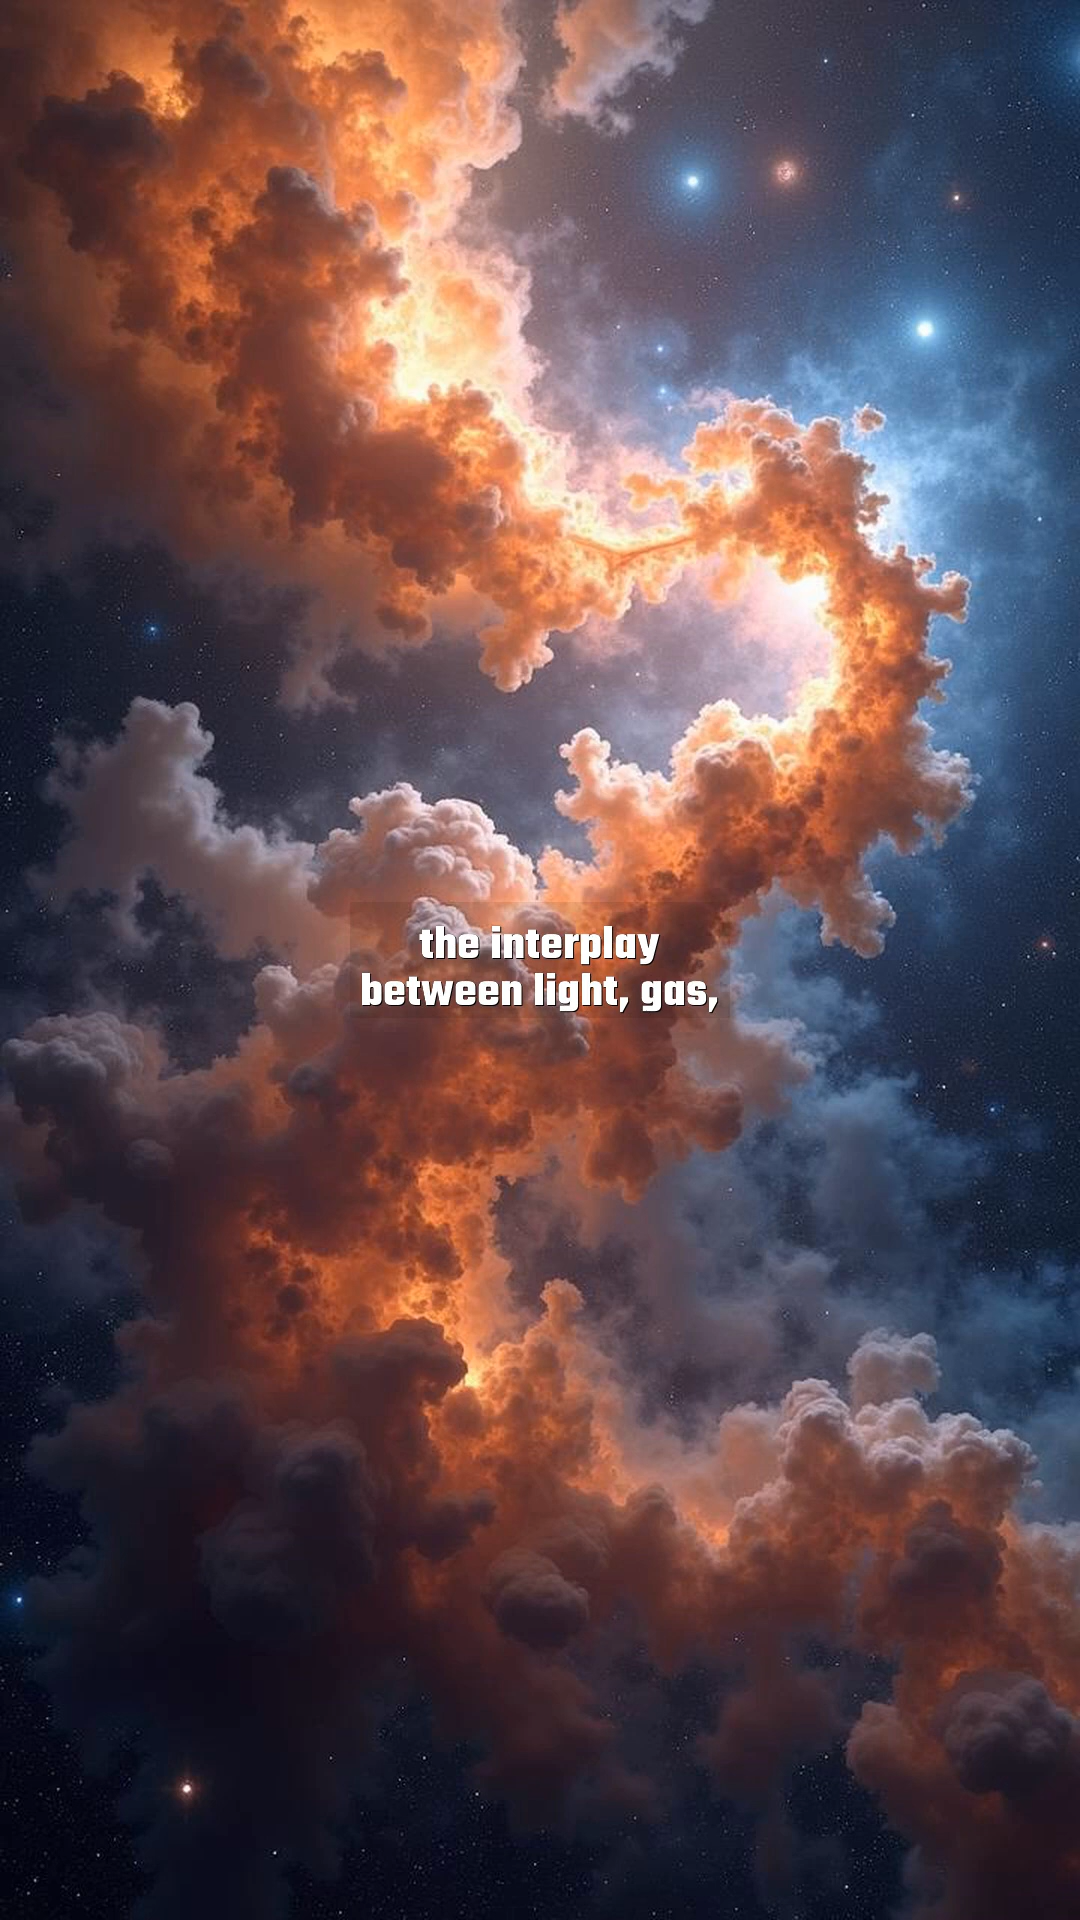 the interplay
between light, gas,